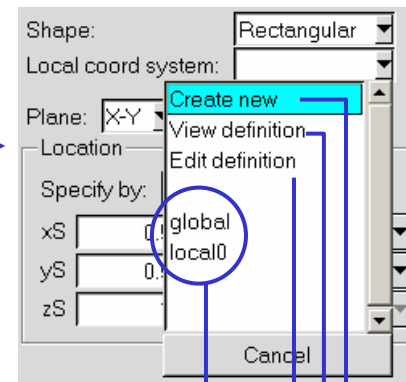 Shape: Rectangular
Local coord system:
Create new
Plane: X-Y
View definition
Location
Edit definition
Specify by:
global
xS
local0
yS
zS
Cancel